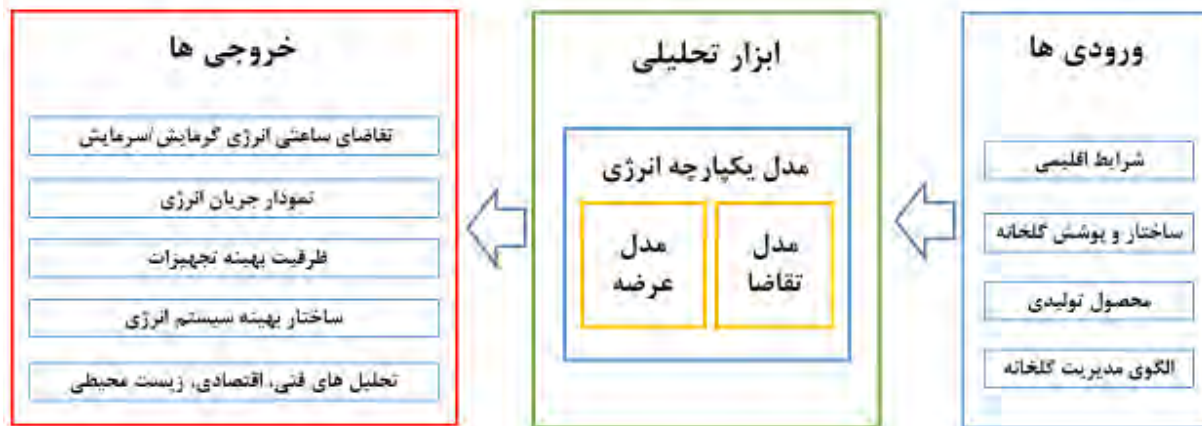 ورودی ها
شرایط اقلیمی
ساختار و پوشش گلخانه
محصول تولیدی
الگوی مدیریت گلخانه
ابزار تحلیلی
مدل یکپارچه انرژی
مدل
تقاضا
مدل
عرضه
خروجی ها
تقاضای ساعتی انرژی گرمایش/سرمایش
نمودار جریان انرژی
ظرفیت بهینه تجهیزات
ساختار بهینه سیستم انرژی
تحلیل های فنی، اقتصادی، زیست محیطی